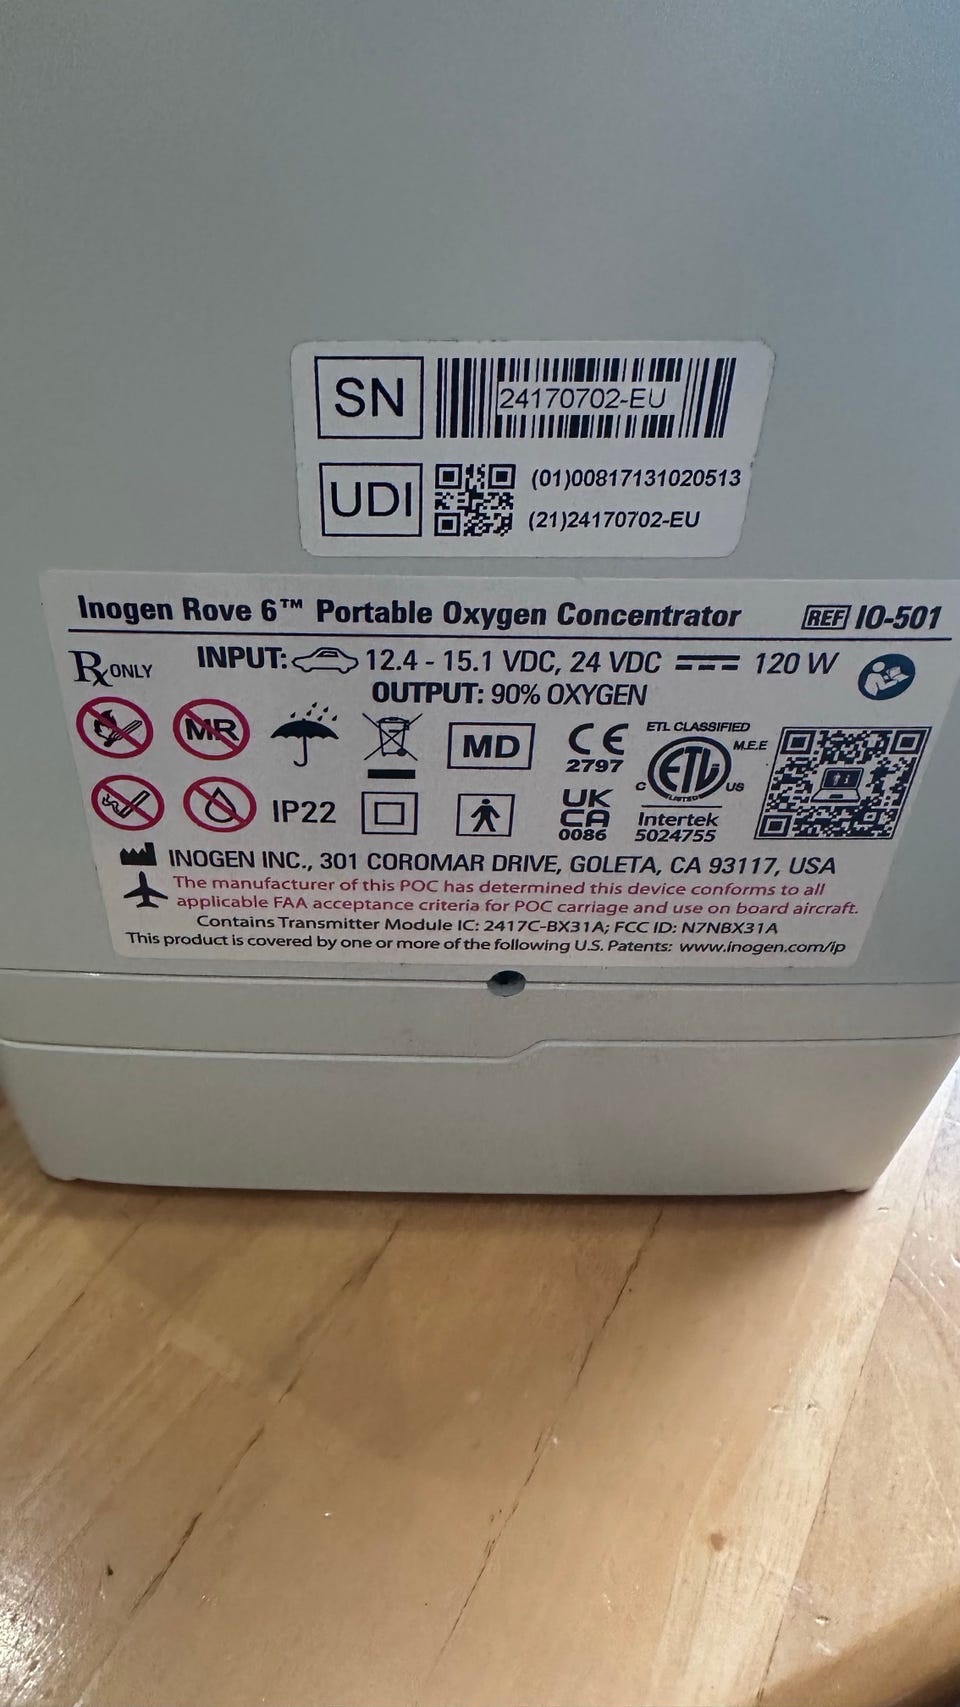 SN
24170702-EU
UDI
(01)00817131020513
(21)24170702-EU
Inogen Rove 6™ Portable Oxygen Concentrator REF IO-501
Rx ONLY INPUT: 12.4 - 15.1 VDC, 24 VDC 120 W
OUTPUT: 90% OXYGEN
MR
MD
CE
2797
ETL CLASSIFIED
M.E.E
C ETL US
LISTED
IP22
UK
CA
0086
Intertek
5024755
INOGEN INC., 301 COROMAR DRIVE, GOLETA, CA 93117, USA
The manufacturer of this POC has determined this device conforms to all
applicable FAA acceptance criteria for POC carriage and use on board aircraft.
Contains Transmitter Module IC: 2417C-BX31A; FCC ID: N7NBX31A
This product is covered by one or more of the following U.S. Patents: www.inogen.com/ip